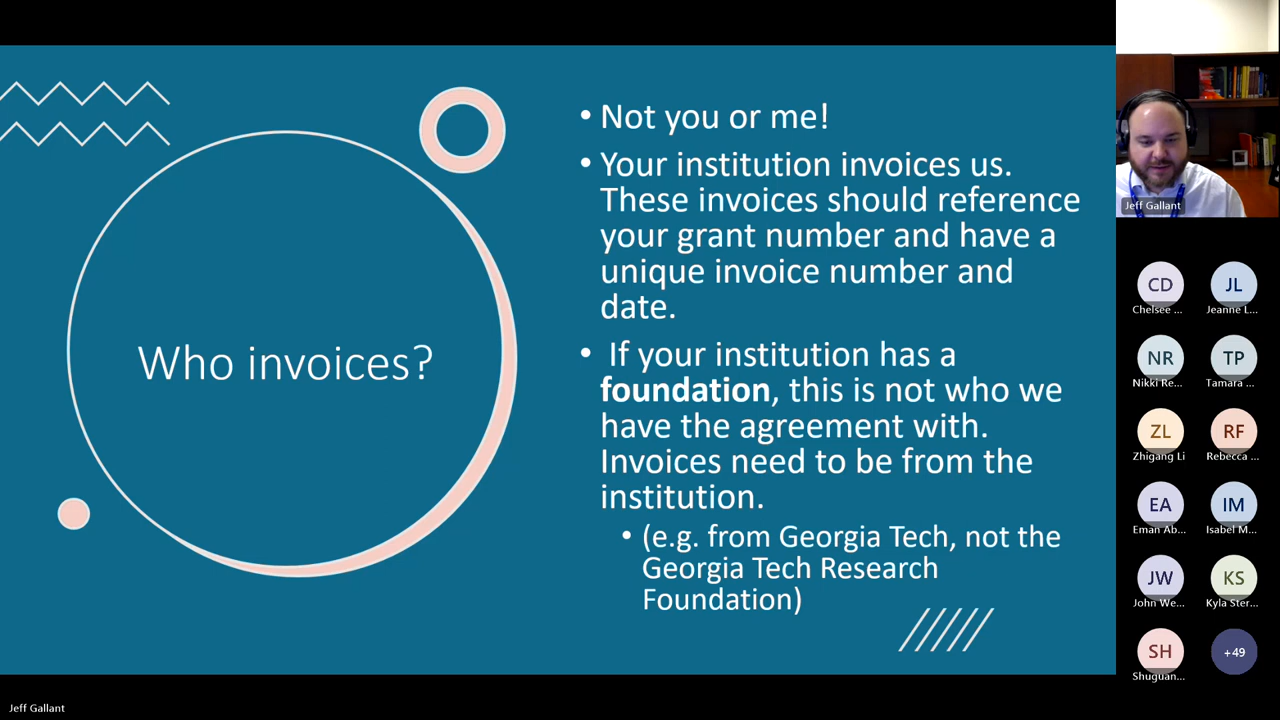 Who invoices?
• Not you or me!
• Your institution invoices us.
These invoices should reference
your grant number and have a
unique invoice number and
date.
• If your institution has a
foundation, this is not who we
have the agreement with.
Invoices need to be from the
institution.
• (e.g. from Georgia Tech, not the
Georgia Tech Research
Foundation)
Jeff Gallant
CD
Chelsee ...
JL
Jeanne L...
NR
Nikki Re...
TP
Tamara ...
ZL
Zhigang Li
RF
Rebecca ...
EA
Eman Ab...
IM
Isabel M...
JW
John We...
KS
Kyla Ster...
SH
Shuguan...
+49
Jeff Gallant